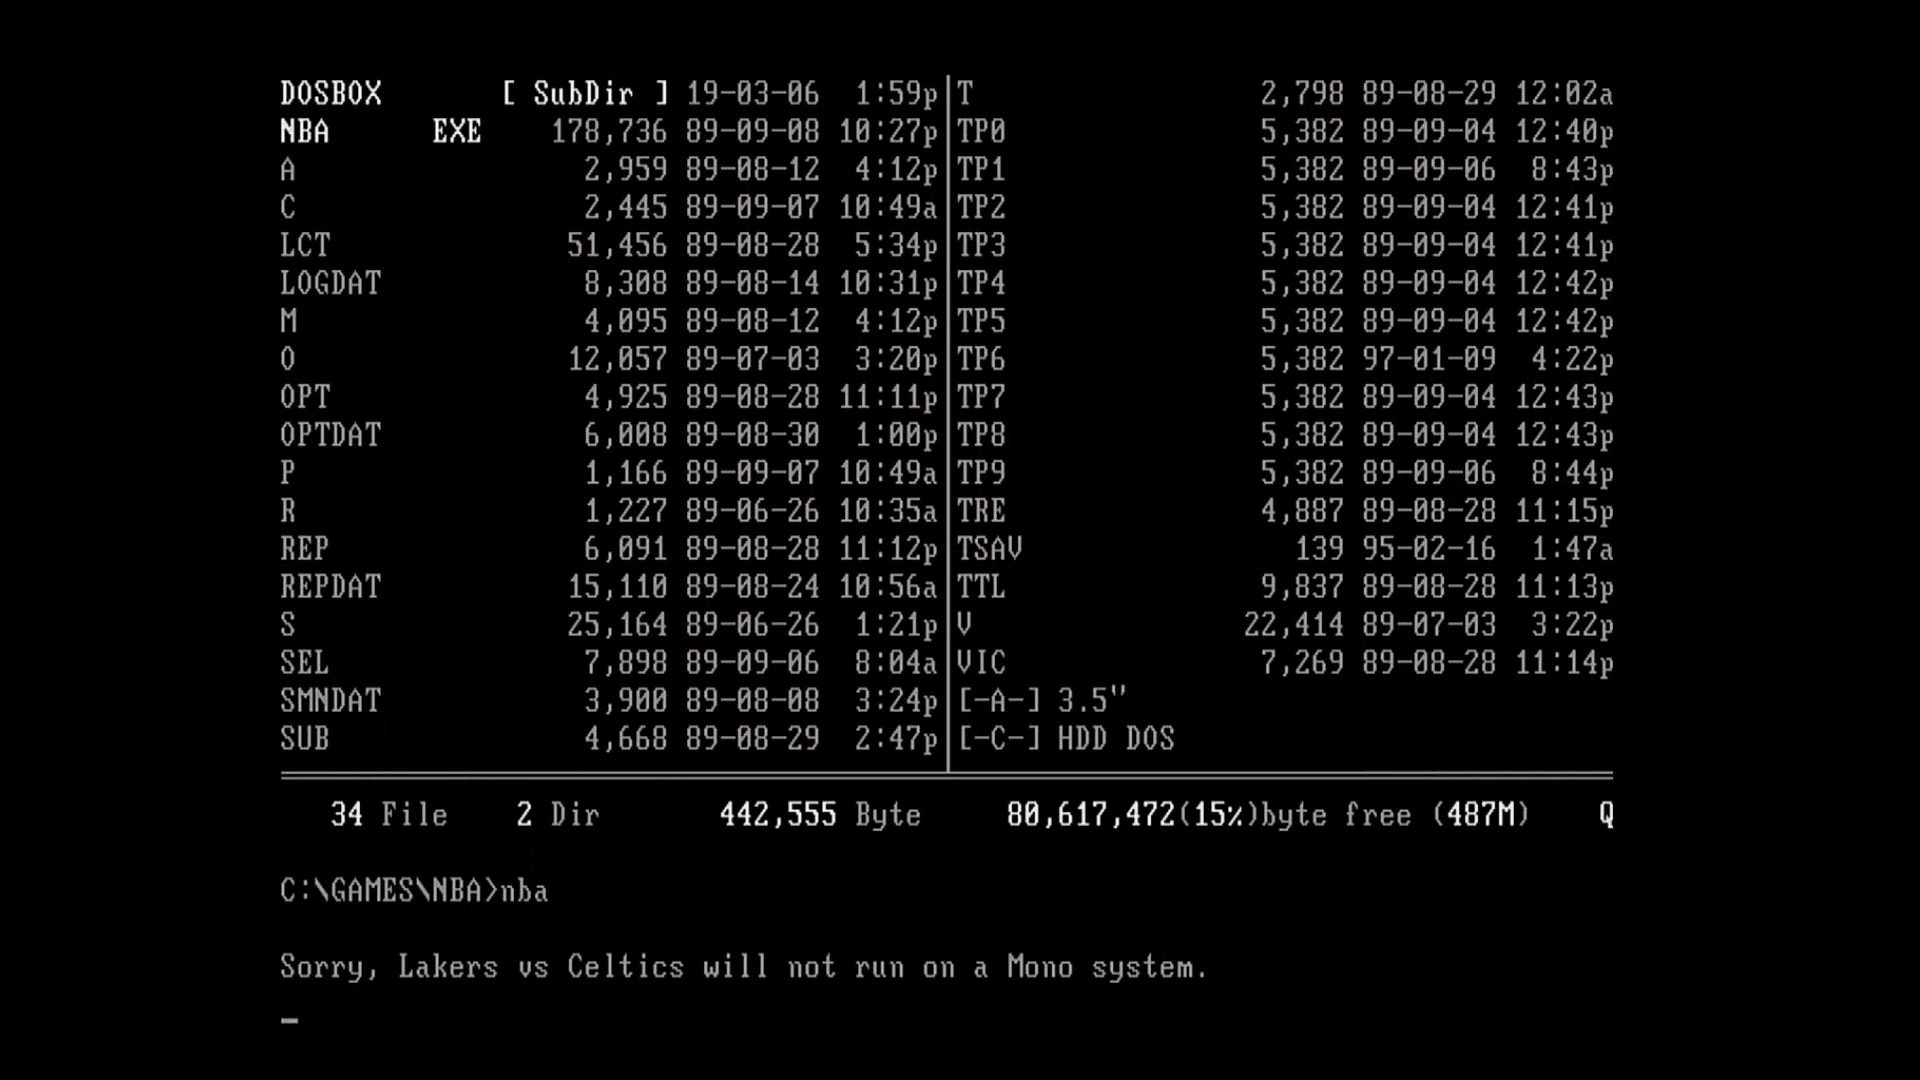 DOSBOX [ SubDir ] 19-03-06 1:59p│T 2,798 89-08-29 12:02a
NBA EXE 178,736 89-09-08 10:27p│TP0 5,382 89-09-04 12:40p
A 2,959 89-08-12 4:12p│TP1 5,382 89-09-06 8:43p
C 2,445 89-09-07 10:49a│TP2 5,382 89-09-04 12:41p
LCT 51,456 89-08-28 5:34p│TP3 5,382 89-09-04 12:41p
LOGDAT 8,308 89-08-14 10:31p│TP4 5,382 89-09-04 12:42p
M 4,095 89-08-12 4:12p│TP5 5,382 89-09-04 12:42p
O 12,057 89-07-03 3:20p│TP6 5,382 97-01-09 4:22p
OPT 4,925 89-08-28 11:11p│TP7 5,382 89-09-04 12:43p
OPTDAT 6,008 89-08-30 1:00p│TP8 5,382 89-09-04 12:43p
P 1,166 89-09-07 10:49a│TP9 5,382 89-09-06 8:44p
R 1,227 89-06-26 10:35a│TRE 4,887 89-08-28 11:15p
REP 6,091 89-08-28 11:12p│TSAV 139 95-02-16 1:47a
REPDAT 15,110 89-08-24 10:56a│TTL 9,837 89-08-28 11:13p
S 25,164 89-06-26 1:21p│V 22,414 89-07-03 3:22p
SEL 7,898 89-09-06 8:04a│VIC 7,269 89-08-28 11:14p
SMNDAT 3,900 89-08-08 3:24p│[-A-] 3.5"
SUB 4,668 89-08-29 2:47p│[-C-] HDD DOS
34 File 2 Dir 442,555 Byte 80,617,472(15%)byte free (487M) Q
C:\GAMES\NBA>nba
Sorry, Lakers vs Celtics will not run on a Mono system.
_